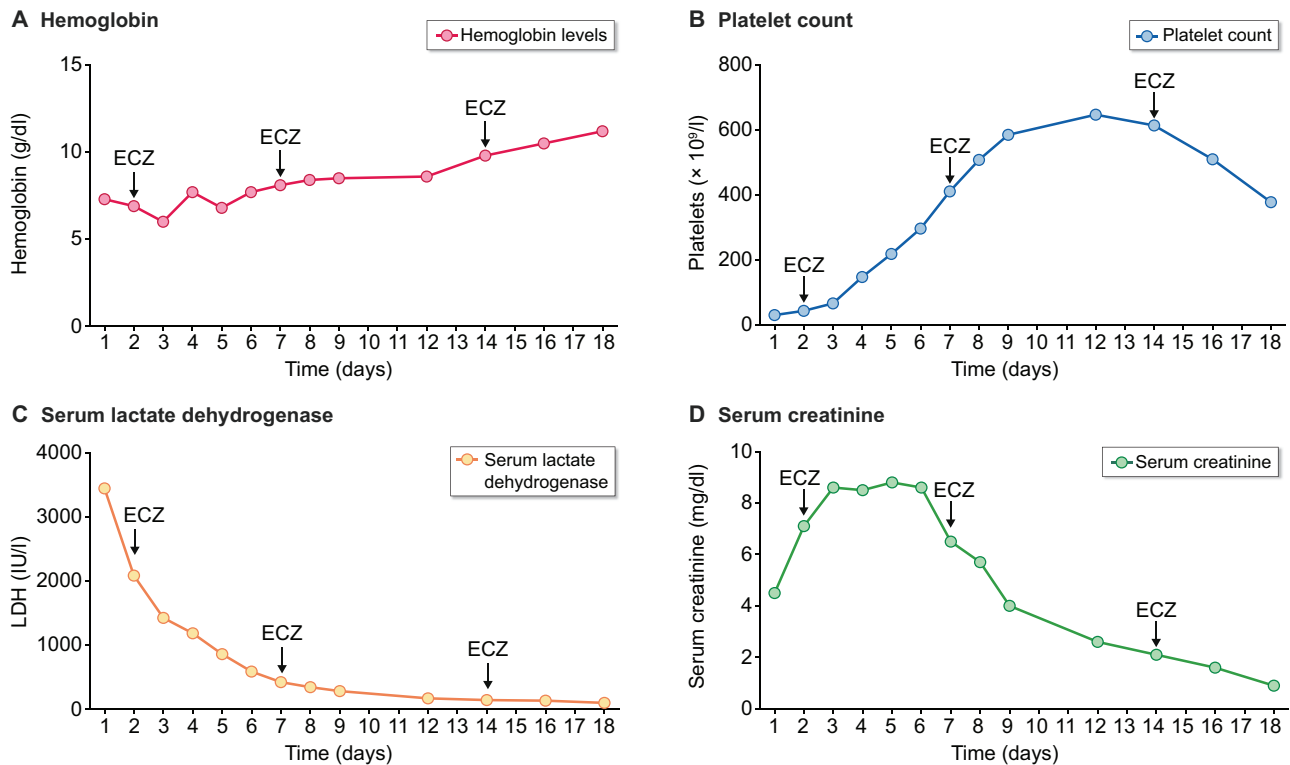 A Hemoglobin
Hemoglobin levels
Hemoglobin (g/dl)
15
10
5
0
ECZ
ECZ
ECZ
1 2 3 4 5 6 7 8 9 10 11 12 13 14 15 16 17 18
Time (days)
B Platelet count
Platelet count
Platelets (× 10⁹/l)
800
600
400
200
0
ECZ
ECZ
ECZ
1 2 3 4 5 6 7 8 9 10 11 12 13 14 15 16 17 18
Time (days)
C Serum lactate dehydrogenase
Serum lactate
dehydrogenase
LDH (IU/l)
4000
3000
2000
1000
0
ECZ
ECZ
ECZ
1 2 3 4 5 6 7 8 9 10 11 12 13 14 15 16 17 18
Time (days)
D Serum creatinine
Serum creatinine
Serum creatinine (mg/dl)
10
8
6
4
2
0
ECZ
ECZ
ECZ
1 2 3 4 5 6 7 8 9 10 11 12 13 14 15 16 17 18
Time (days)